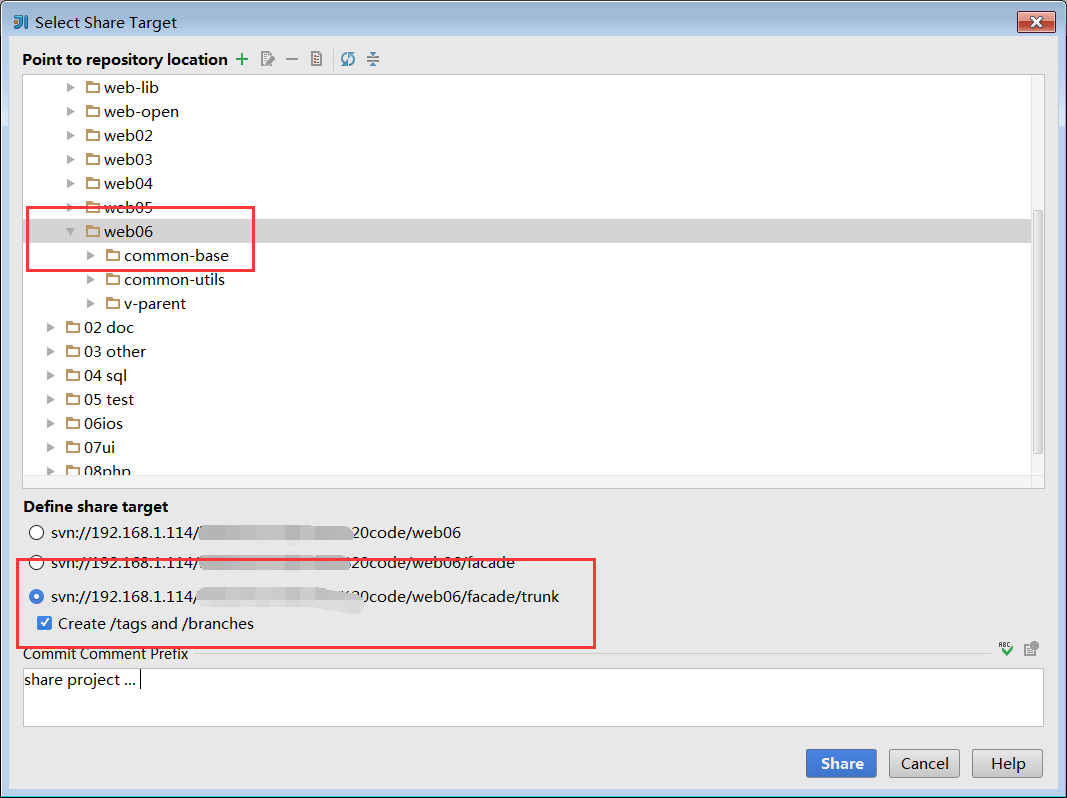 Select Share Target
Point to repository location
web-lib
web-open
web02
web03
web04
web05
web06
common-base
common-utils
v-parent
02 doc
03 other
04 sql
05 test
06ios
07ui
08php
Define share target
svn://192.168.1.114/ 20code/web06
svn://192.168.1.114/ 20code/web06/facade
svn://192.168.1.114/ 20code/web06/facade/trunk
Create /tags and /branches
Commit Comment Prefix
ABC
share project ...
Share Cancel Help